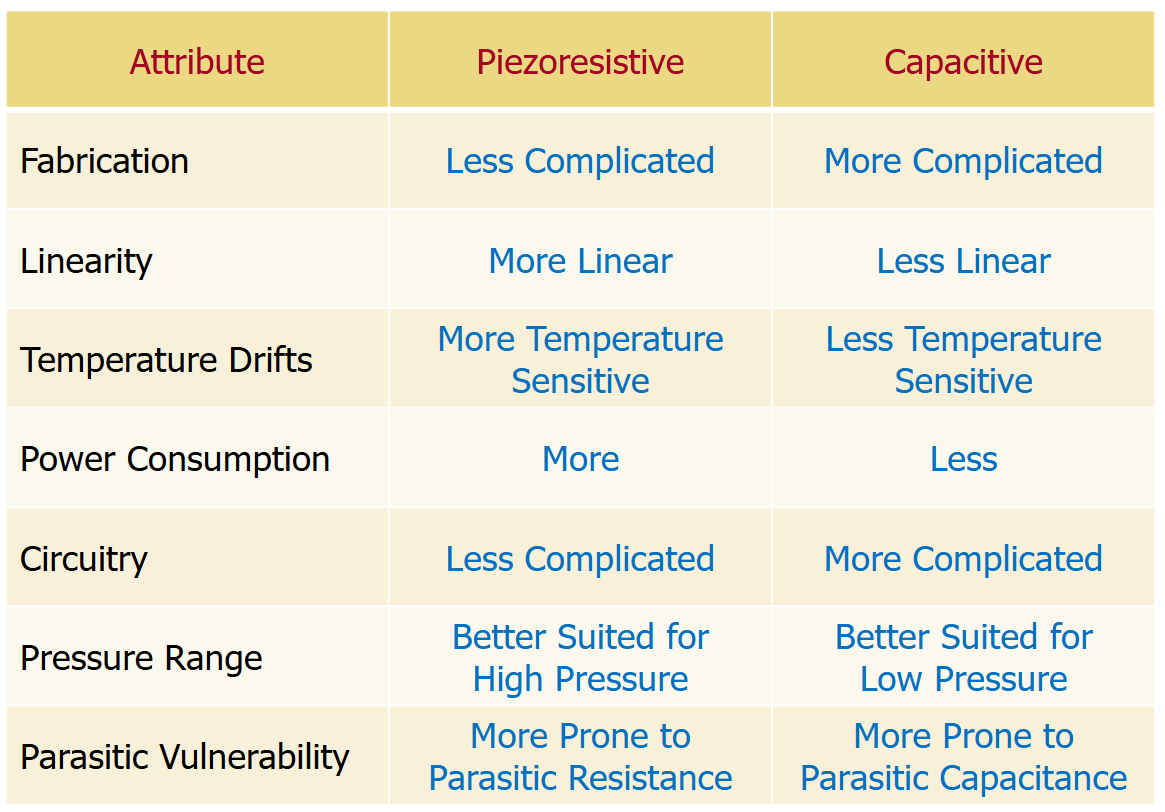 Attribute Piezoresistive Capacitive
Fabrication Less Complicated More Complicated
Linearity More Linear Less Linear
Temperature Drifts
More Temperature
Sensitive
Less Temperature
Sensitive
Power Consumption More Less
Circuitry Less Complicated More Complicated
Pressure Range
Better Suited for
High Pressure
Better Suited for
Low Pressure
Parasitic Vulnerability
More Prone to
Parasitic Resistance
More Prone to
Parasitic Capacitance